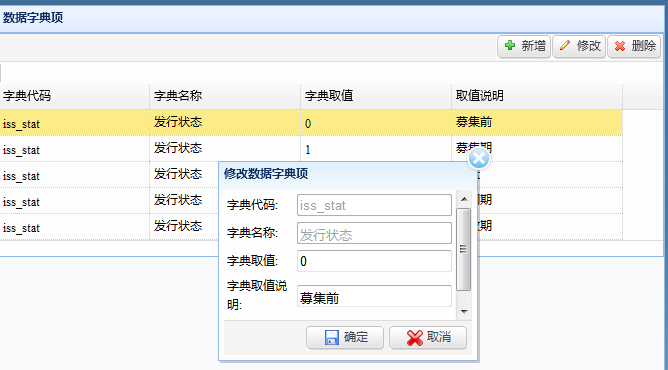 数据字典项
新增 修改 删除
字典代码 字典名称 字典取值 取值说明
iss_stat 发行状态 0 募集前
iss_stat 发行状态 1 募集期
iss_stat 发行状态
iss_stat 发行状态 期
iss_stat 发行状态 期
修改数据字典项
字典代码: iss_stat
字典名称: 发行状态
字典取值: 0
字典取值说
明: 募集前
确定 取消